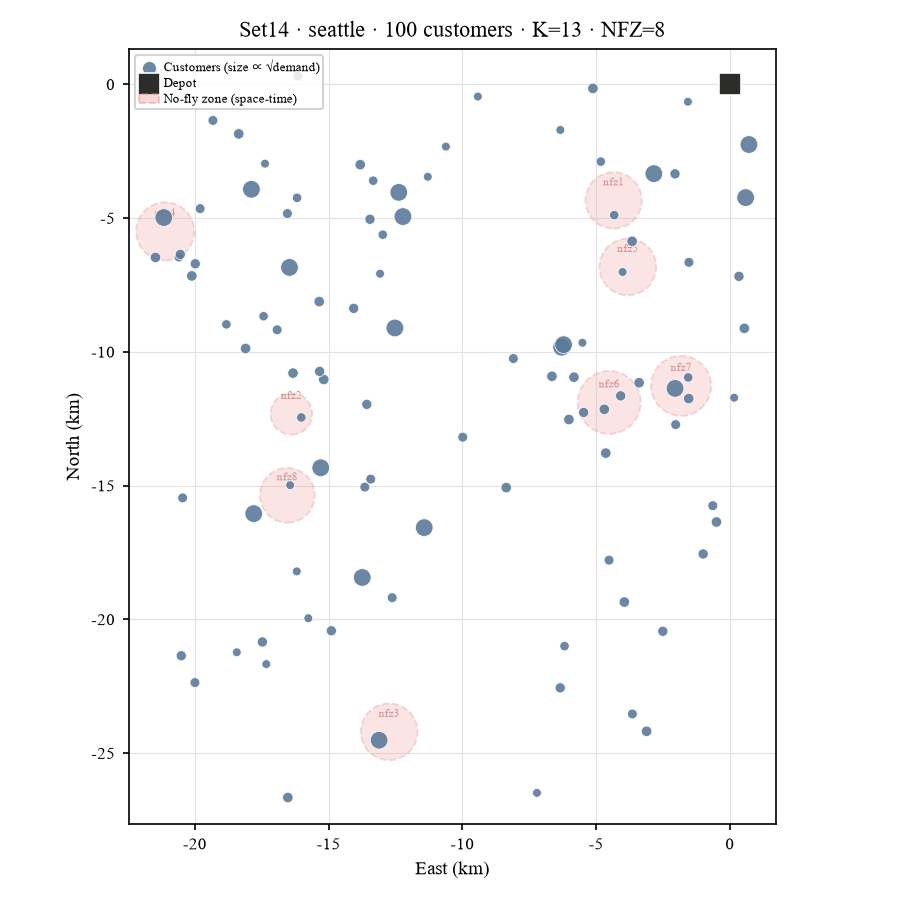 Set14 · seattle · 100 customers · K=13 · NFZ=8
Customers (size ∝ √demand)
Depot
No-fly zone (space-time)
nfz1
nfz5
nfz7
nfz6
nfz2
nfz8
nfz3
0
-5
-10
-15
-20
-25
North (km)
-20
-15
-10
-5
0
East (km)